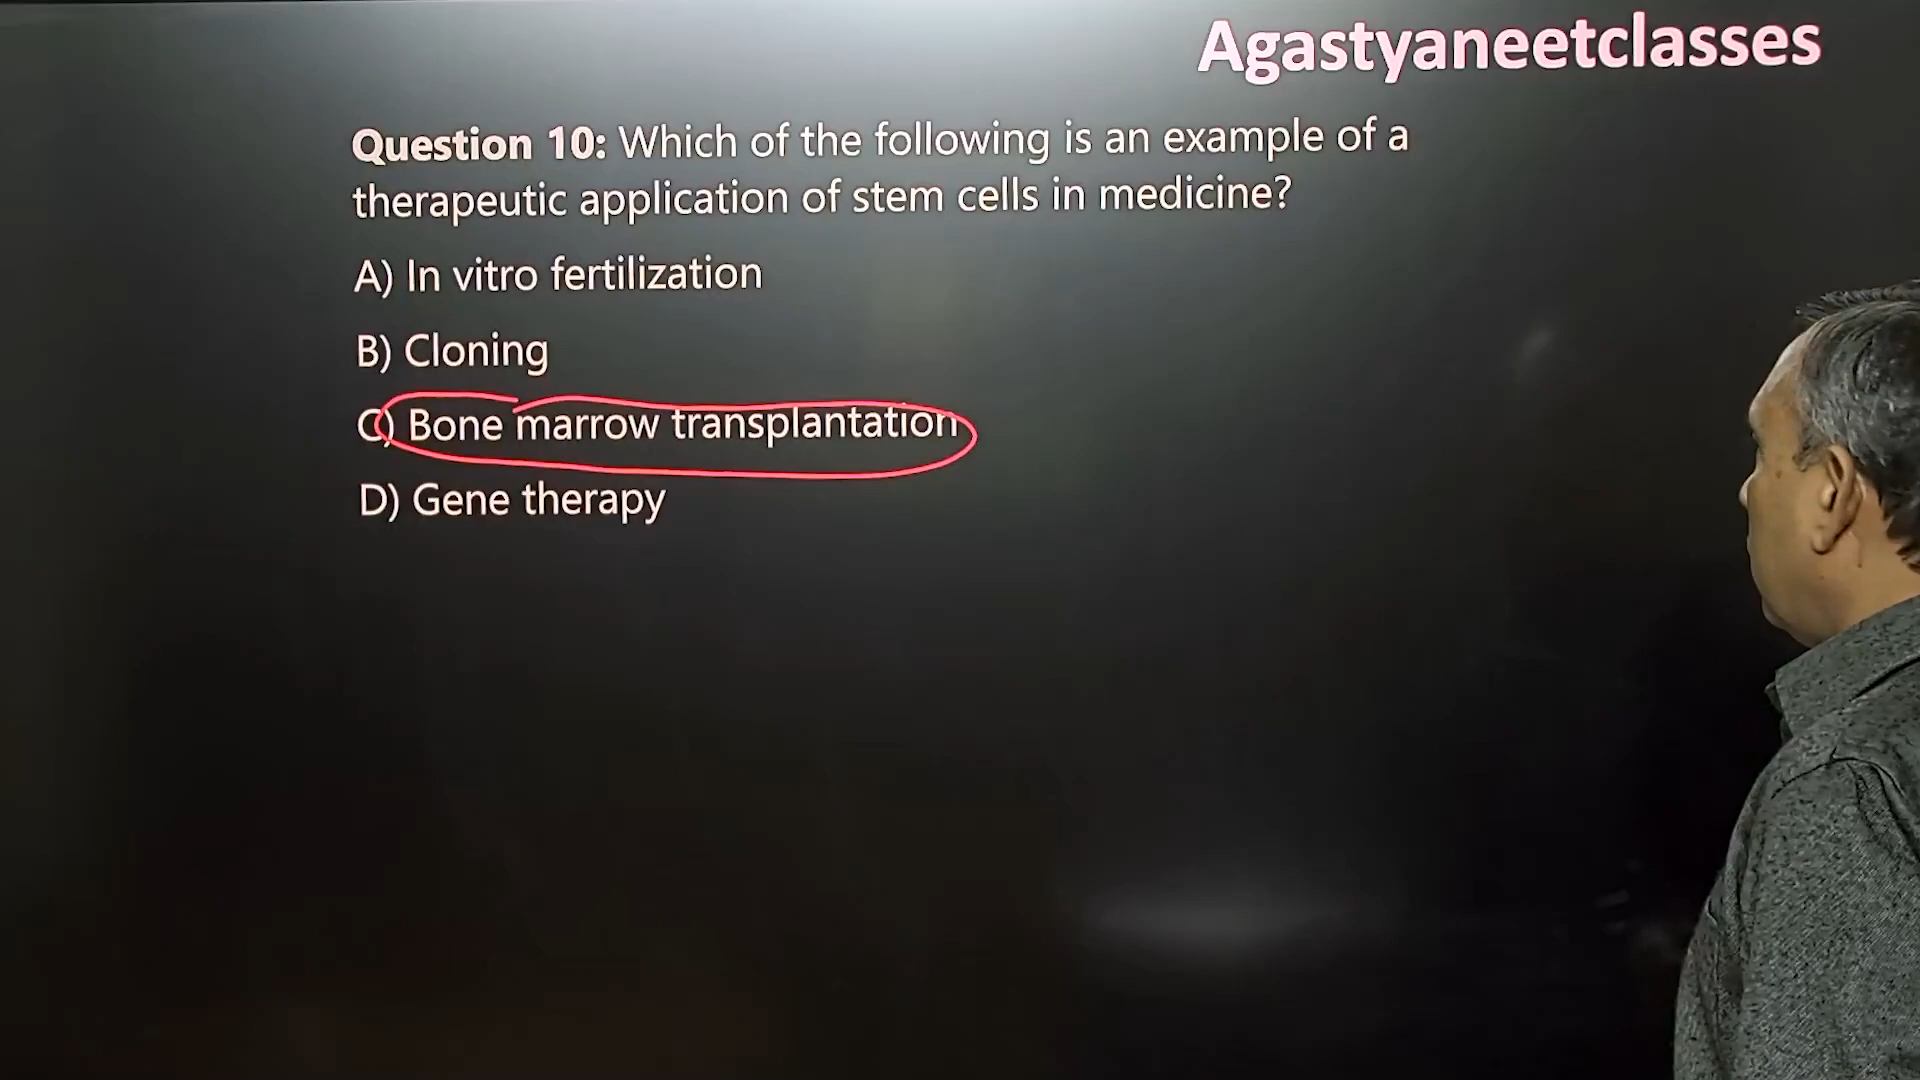 Agastyaneetclasses
Question 10: Which of the following is an example of a
therapeutic application of stem cells in medicine?
A) In vitro fertilization
B) Cloning
C) Bone marrow transplantation
D) Gene therapy